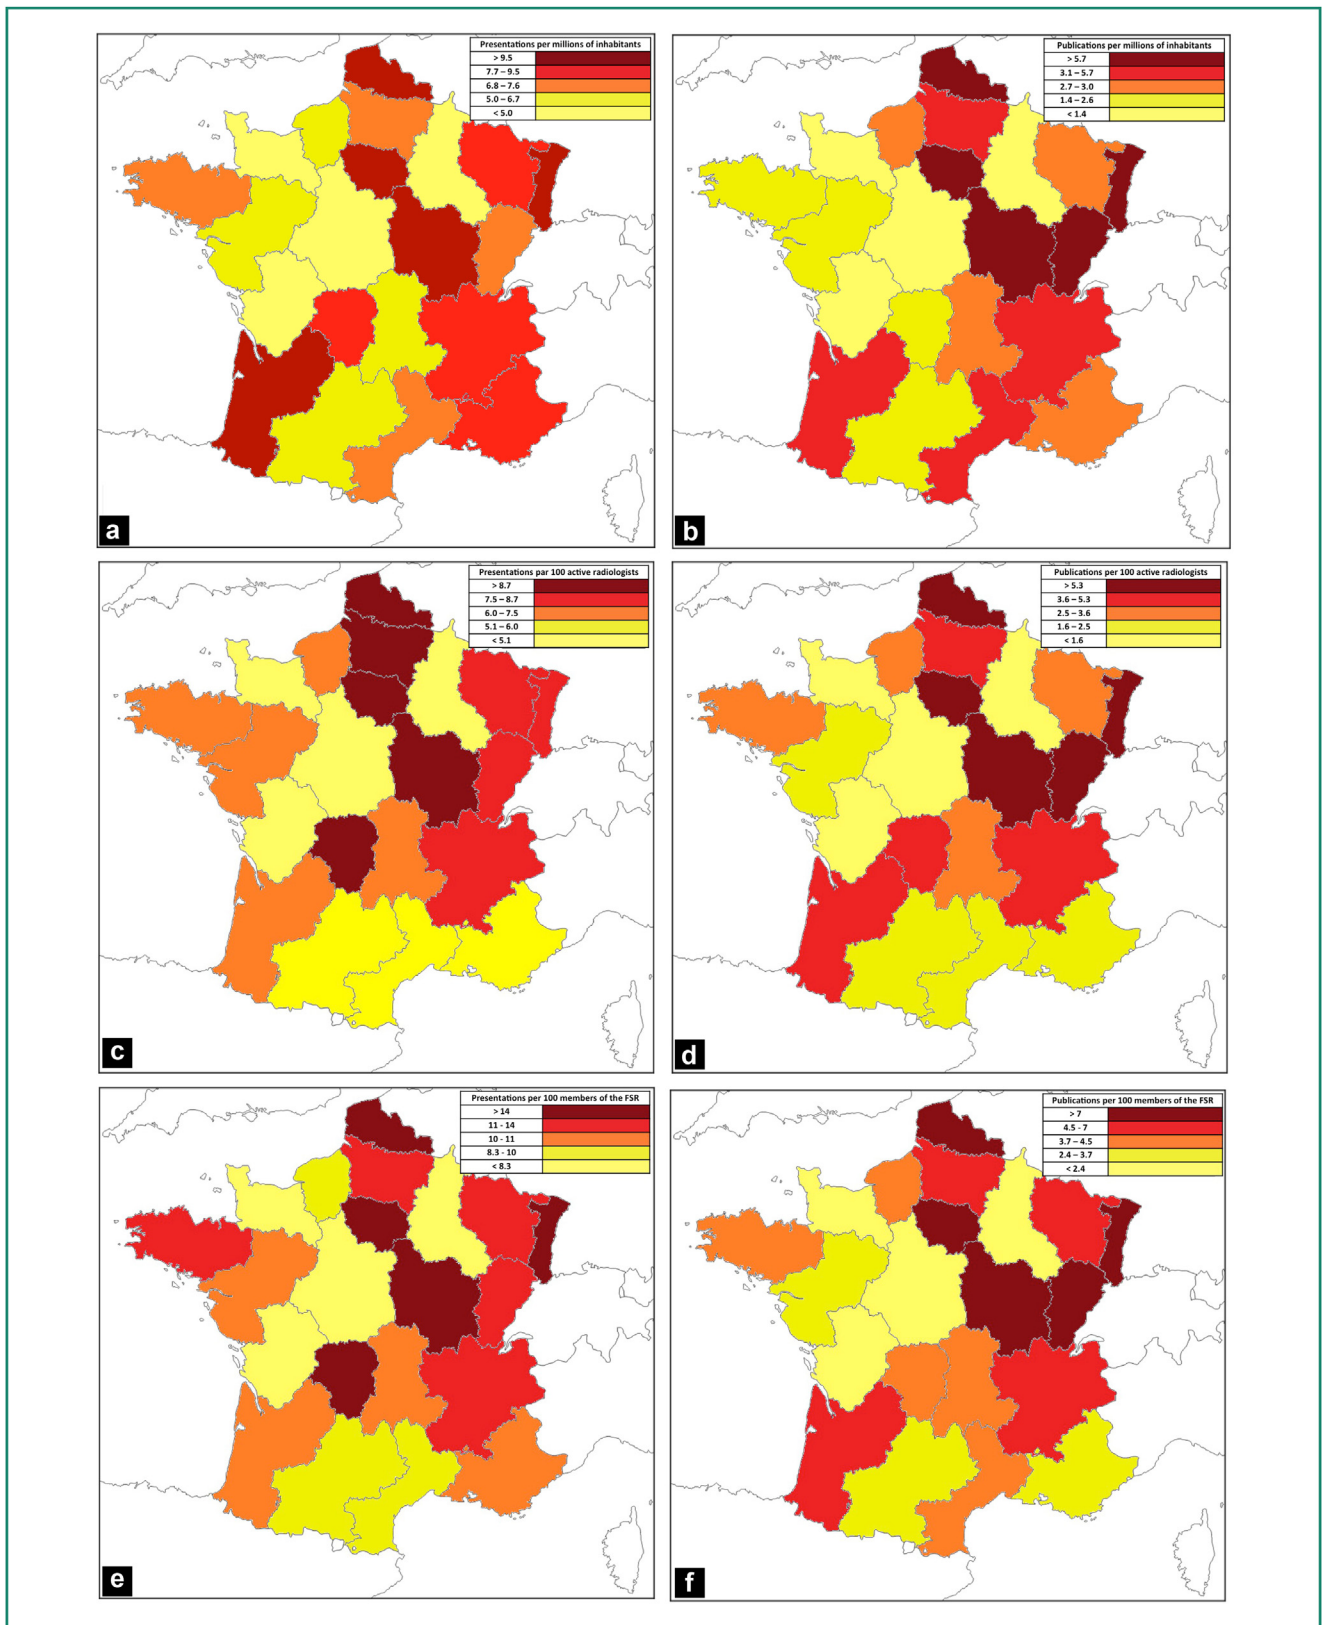 Presentations per millions of inhabitants
> 9.5
7.7 – 9.5
6.8 – 7.6
5.0 – 6.7
< 5.0
a
Publications per millions of inhabitants
> 5.7
3.1 – 5.7
2.7 – 3.0
1.4 – 2.6
< 1.4
b
Presentations par 100 active radiologists
> 8.7
7.5 – 8.7
6.0 – 7.5
5.1 – 6.0
< 5.1
c
Publications per 100 active radiologists
> 5.3
3.6 – 5.3
2.5 – 3.6
1.6 – 2.5
< 1.6
d
Presentations per 100 members of the FSR
> 14
11 - 14
10 - 11
8.3 - 10
< 8.3
e
Publications per 100 members of the FSR
> 7
4.5 - 7
3.7 – 4.5
2.4 – 3.7
< 2.4
f